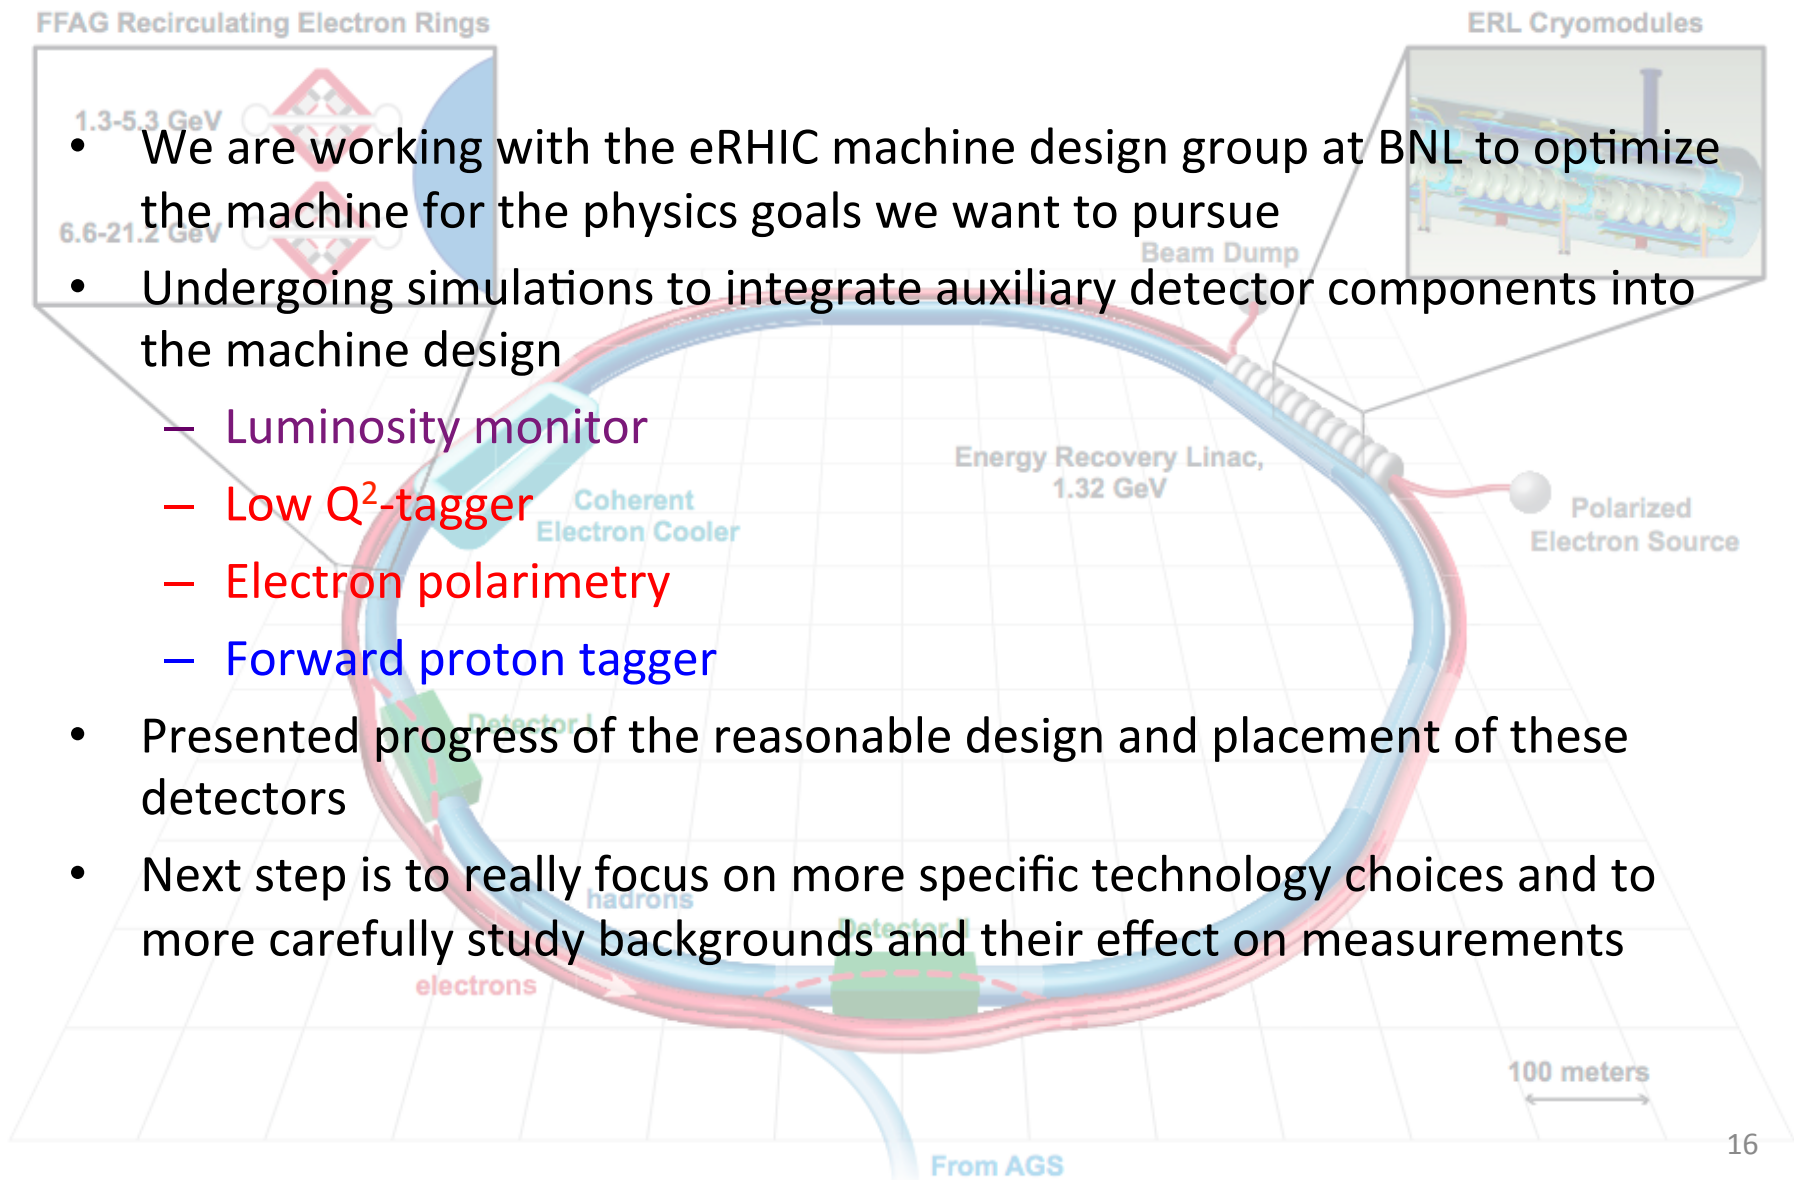 FFAG Recirculating Electron Rings
ERL Cryomodules
1.3-5.3 GeV
6.6-21.2 GeV
• We are working with the eRHIC machine design group at BNL to optimize
the machine for the physics goals we want to pursue
Beam Dump
• Undergoing simulations to integrate auxiliary detector components into
the machine design
– Luminosity monitor
– Low Q²-tagger
– Electron polarimetry
– Forward proton tagger
Energy Recovery Linac,
1.32 GeV
Coherent
Electron Cooler
Polarized
Electron Source
Detector I
• Presented progress of the reasonable design and placement of these
detectors
• Next step is to really focus on more specific technology choices and to
more carefully study backgrounds and their effect on measurements
hadrons
Detector II
electrons
100 meters
From AGS
16